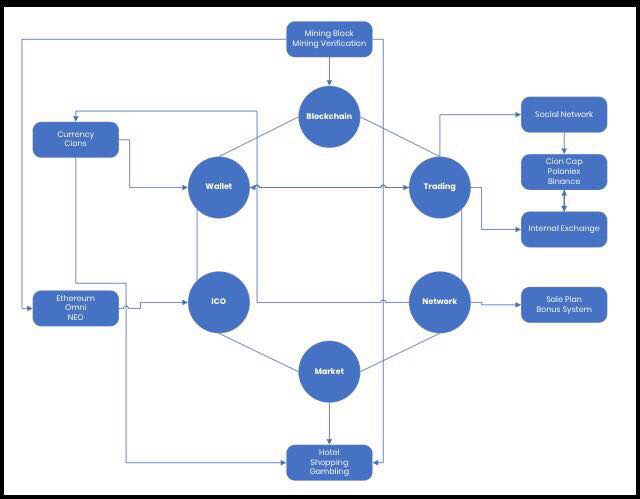 Mining Block
Mining Verification
Blockchain
Social Network
Currency
Cions
Cion Cap
Poloniex
Binance
Wallet
Trading
Internal Exchange
Ethereum
Omni
NEO
ICO
Network
Sale Plan
Bonus System
Market
Hotel
Shopping
Gambling